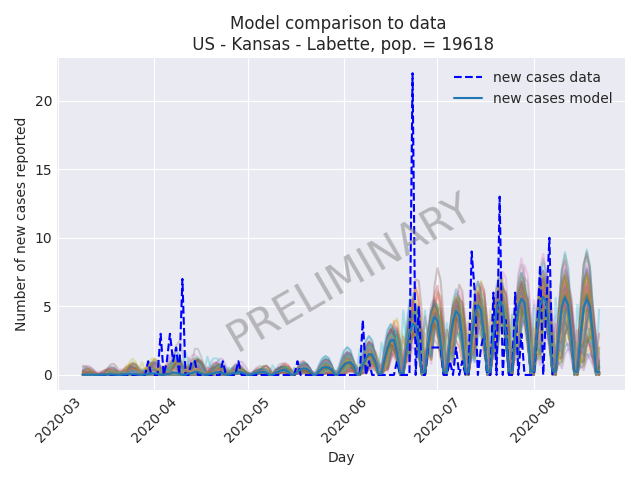 Model comparison to data
US - Kansas - Labette, pop. = 19618
new cases data
new cases model
Number of new cases reported
20
15
10
5
0
PRELIMINARY
2020-03
2020-04
2020-05
2020-06
2020-07
2020-08
Day